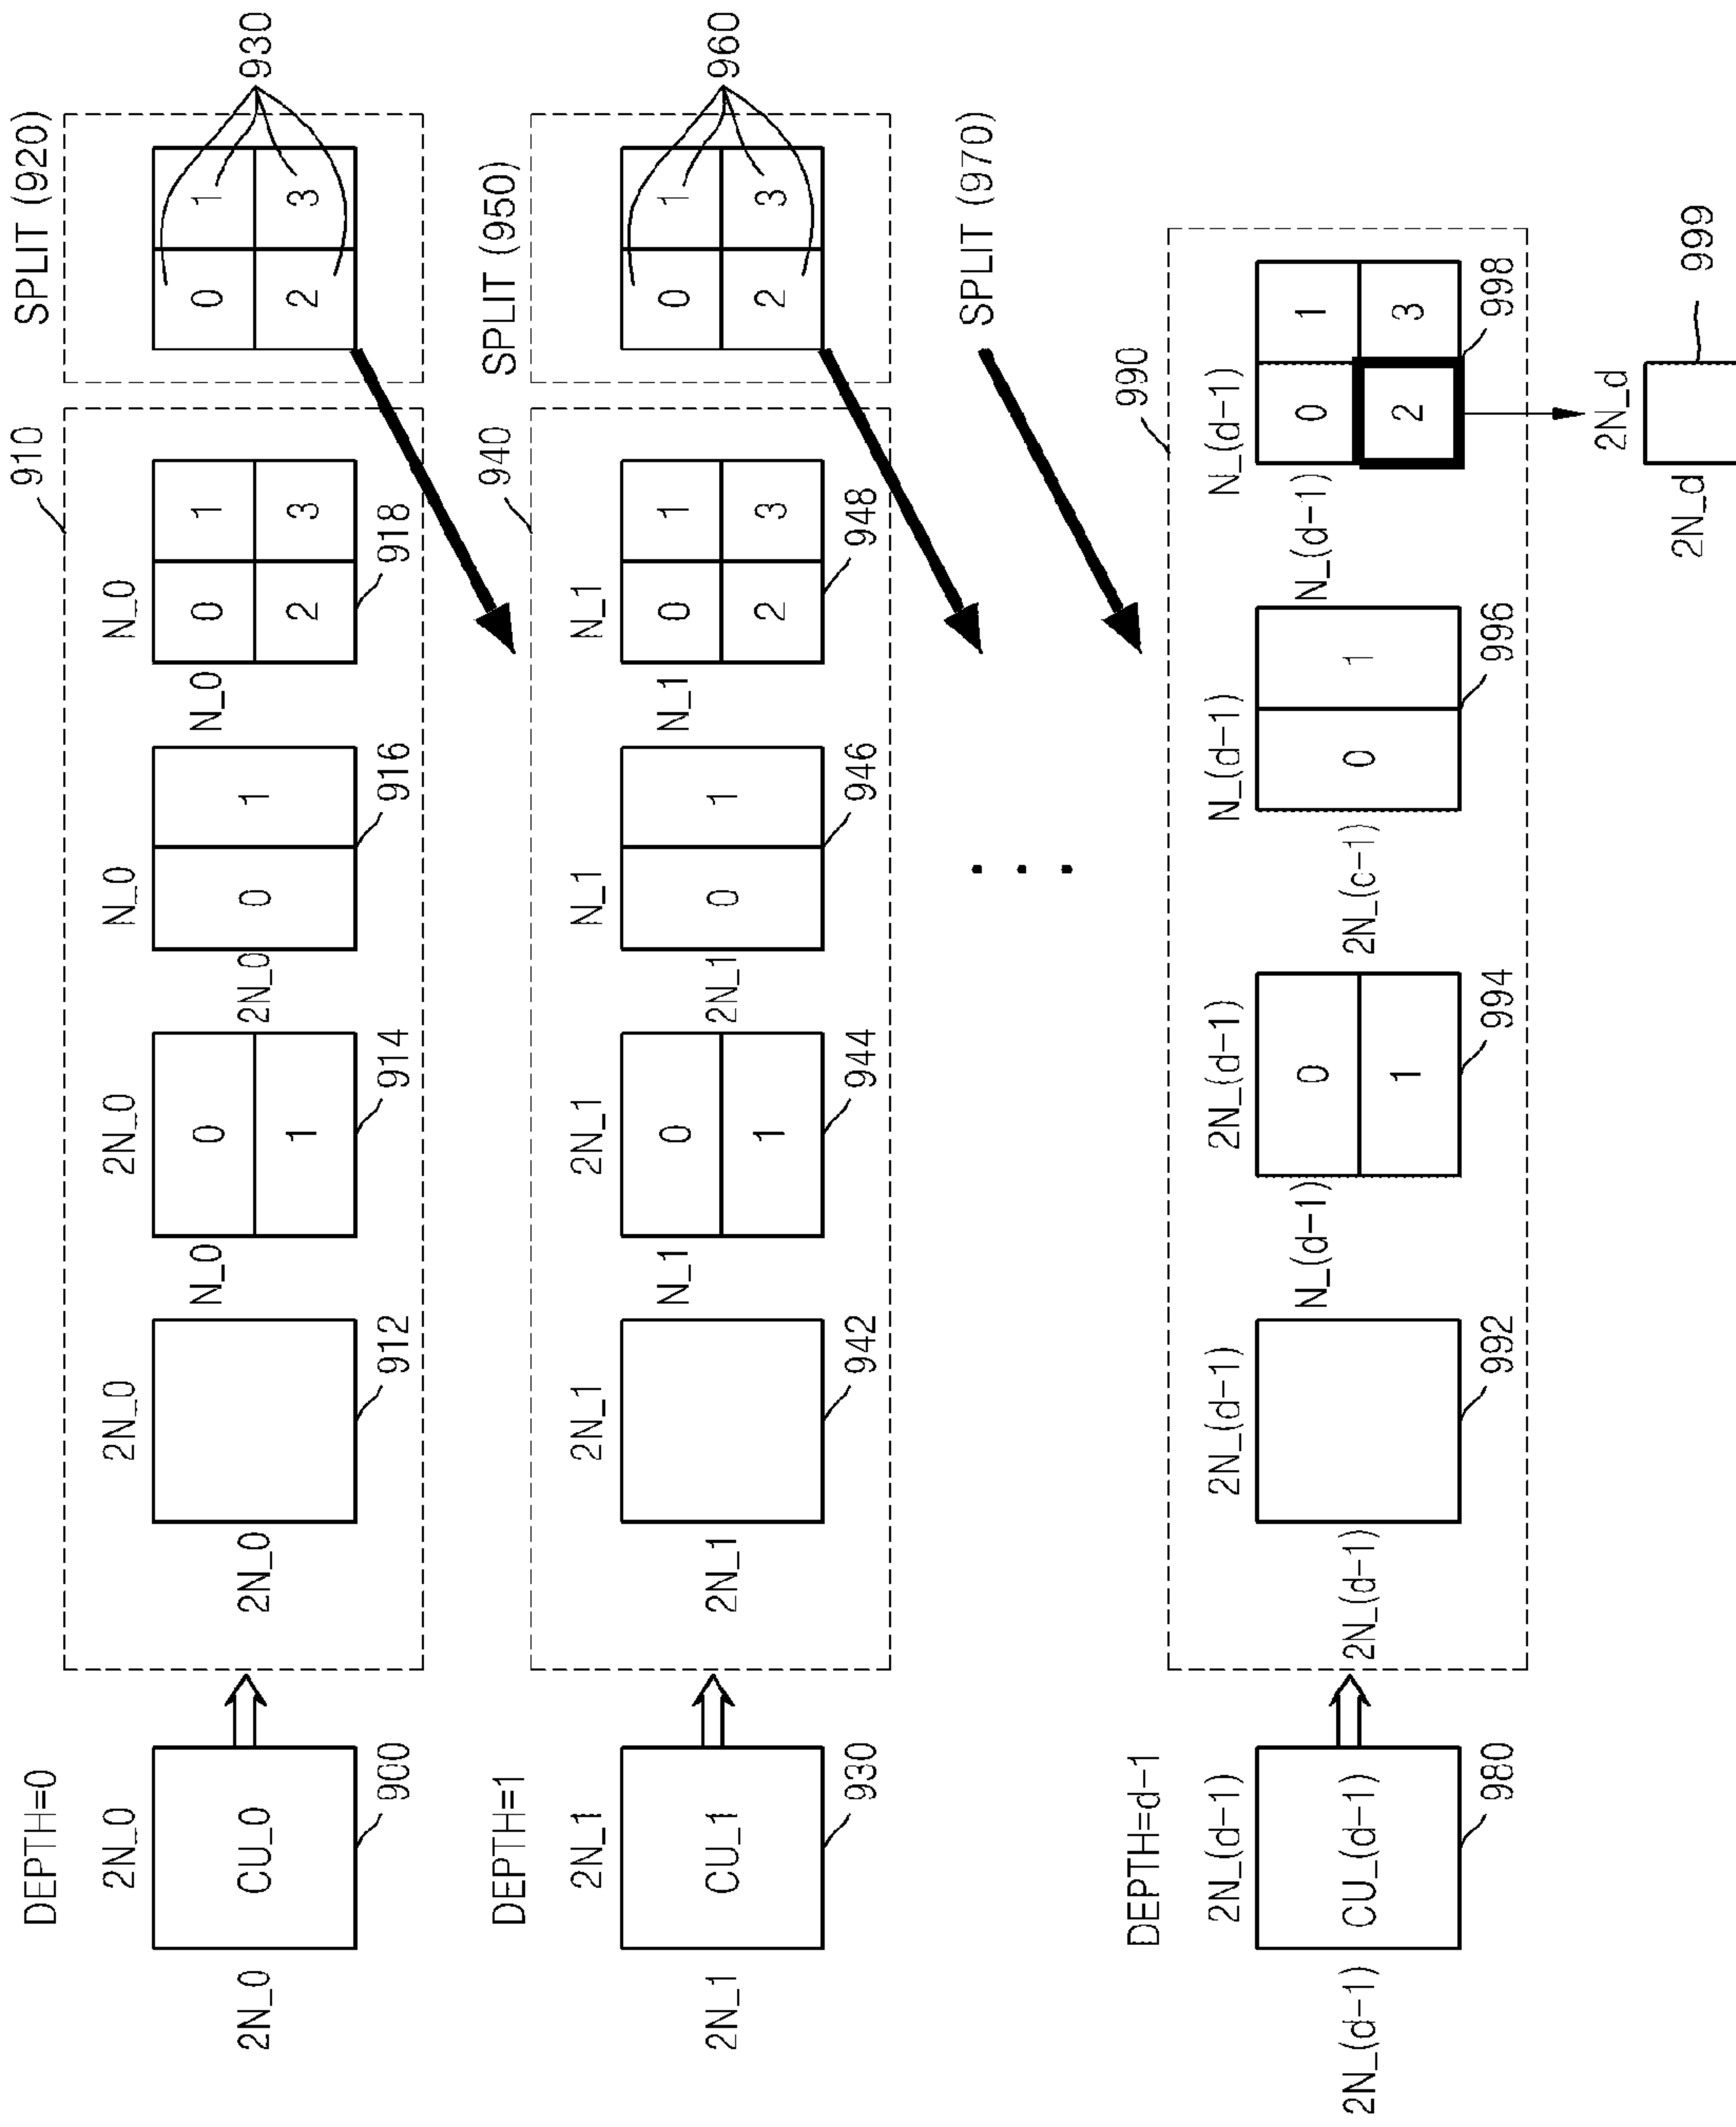 DEPTH=0
2N_0
2N_0
CU_0
900
910
2N_0
2N_0
912
2N_0
N_0
0
1
914
N_0
2N_0
0
1
916
N_0
N_0
0
1
2
3
918
SPLIT (920)
0
1
2
3
930
DEPTH=1
2N_1
2N_1
CU_1
930
940
2N_1
2N_1
942
2N_1
N_1
0
1
944
N_1
2N_1
0
1
946
N_1
N_1
0
1
2
3
948
SPLIT (950)
0
1
2
3
960
SPLIT (970)
DEPTH=d-1
2N_(d-1)
2N_(d-1)
CU_(d-1)
980
990
2N_(d-1)
2N_(d-1)
992
2N_(d-1)
N_(d-1)
0
1
994
N_(d-1)
2N_(c-1)
0
1
996
N_(d-1)
N_(d-1)
0
1
2
3
998
2N_d
2N_d
999